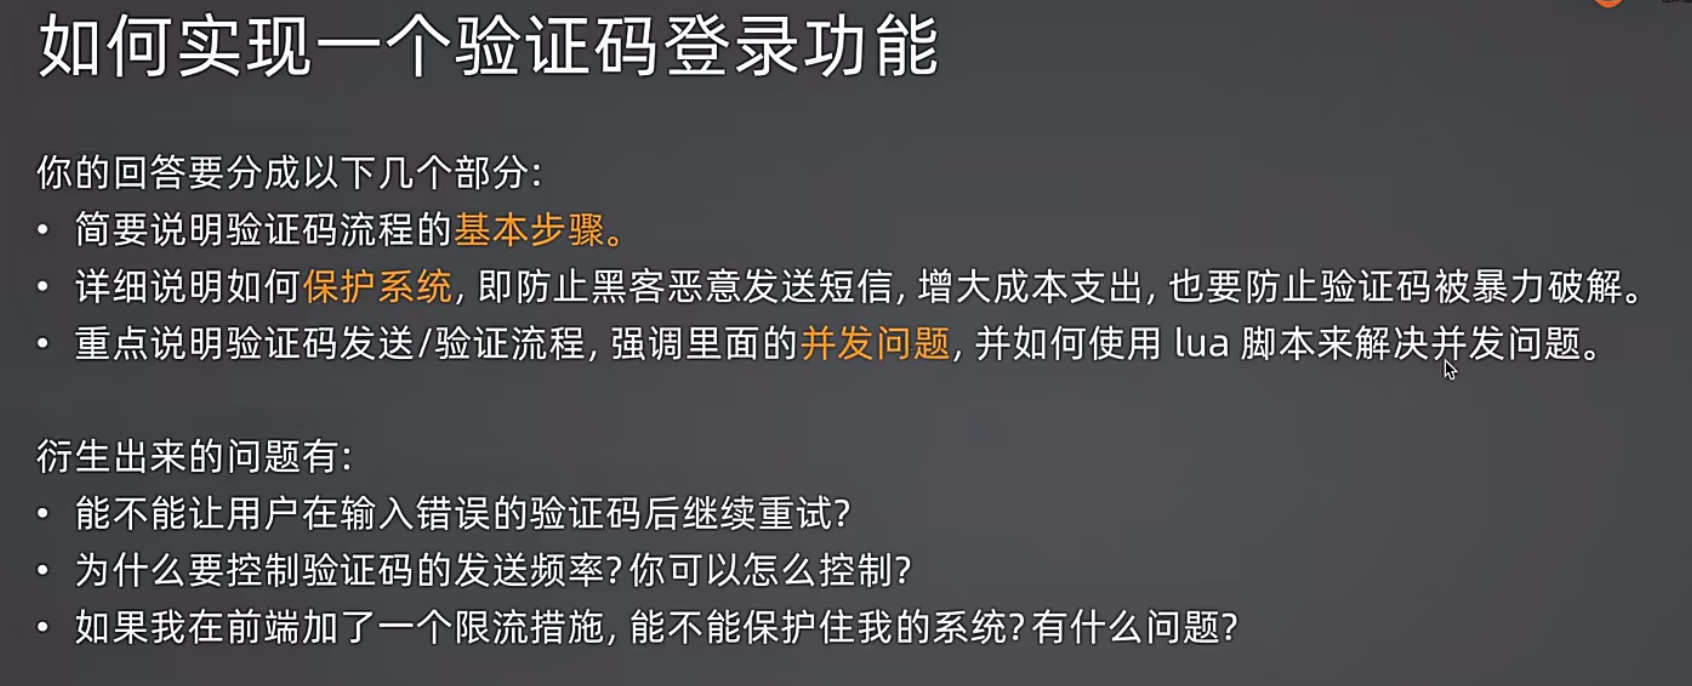 如何实现一个验证码登录功能
你的回答要分成以下几个部分:
• 简要说明验证码流程的基本步骤。
• 详细说明如何保护系统, 即防止黑客恶意发送短信, 增大成本支出, 也要防止验证码被暴力破解。
• 重点说明验证码发送/验证流程, 强调里面的并发问题, 并如何使用 lua 脚本来解决并发问题。
衍生出来的问题有:
• 能不能让用户在输入错误的验证码后继续重试?
• 为什么要控制验证码的发送频率?你可以怎么控制?
• 如果我在前端加了一个限流措施, 能不能保护住我的系统?有什么问题?